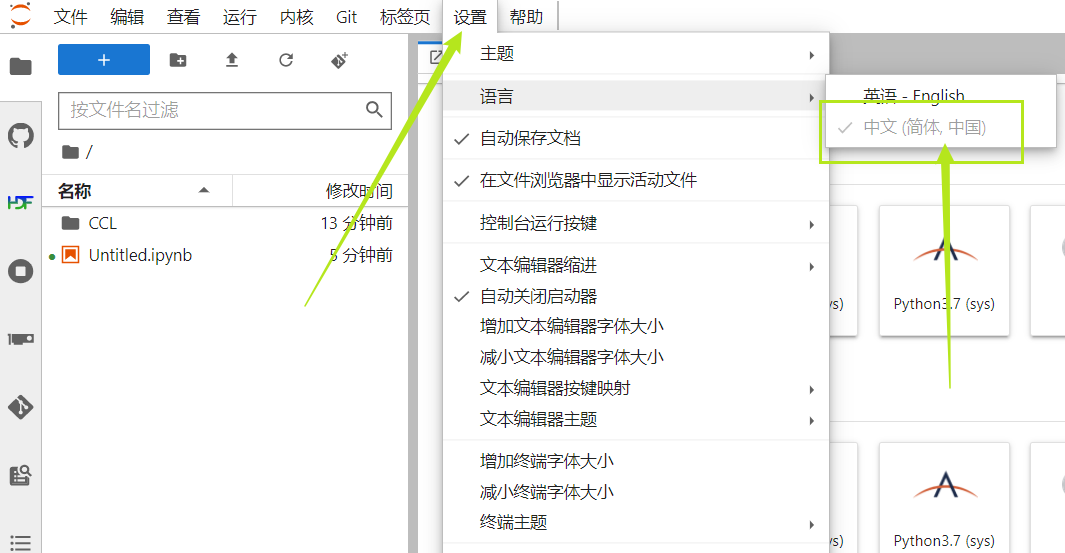 文件 编辑 查看 运行 内核 Git 标签页 设置 帮助
按文件名过滤
/
名称 修改时间
CCL 13 分钟前
Untitled.ipynb 5 分钟前
主题
语言
自动保存文档
在文件浏览器中显示活动文件
控制台运行按键
文本编辑器缩进
自动关闭启动器
增加文本编辑器字体大小
减小文本编辑器字体大小
文本编辑器按键映射
文本编辑器主题
增加终端字体大小
减小终端字体大小
终端主题
英语 - English
中文 (简体, 中国)
ys) Python3.7 (sys)
ys) Python3.7 (sys)